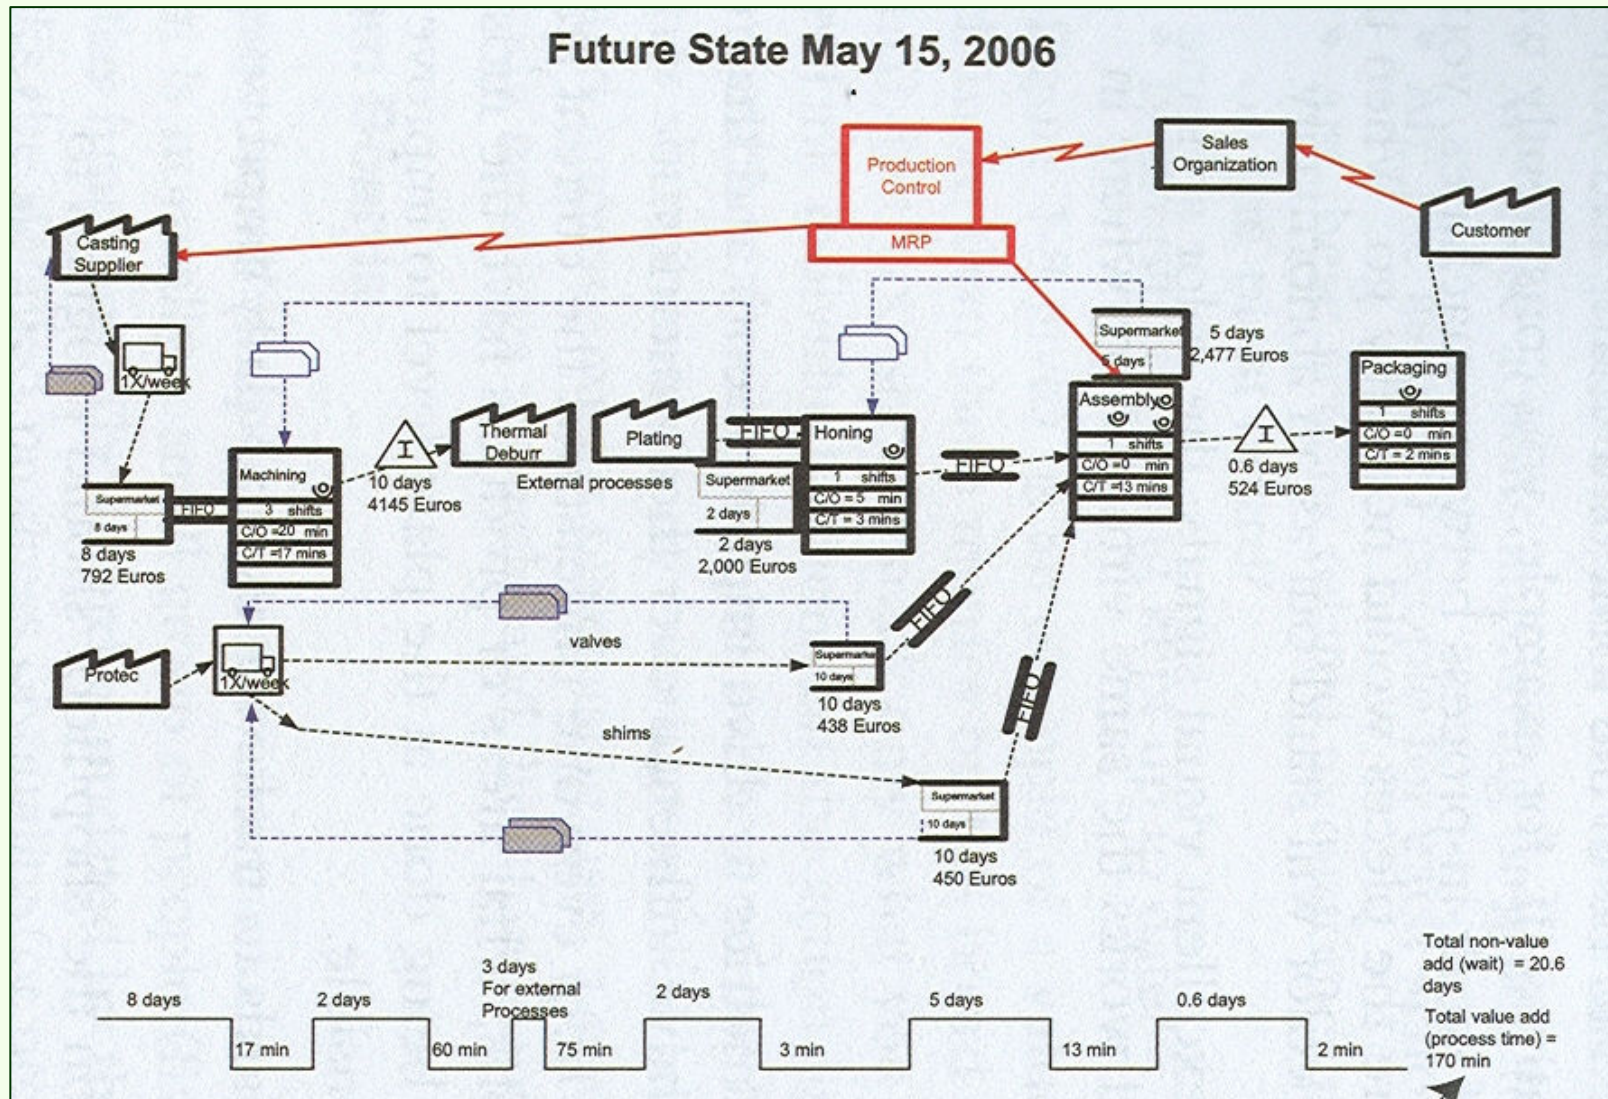 Future State May 15, 2006
Production
Control
MRP
Sales
Organization
Customer
Casting
Supplier
1X/week
Supermarket
8 days
8 days
792 Euros
FIFO
Machining
3 shifts
C/O =20 min
C/T =17 mins
I
10 days
4145 Euros
Thermal
Deburr
Plating
External processes
FIFO
Supermarket
2 days
2 days
2,000 Euros
Honing
1 shifts
C/O = 5 min
C/T = 3 mins
FIFO
Supermarket
5 days
5 days
2,477 Euros
Assembly
1 shifts
C/O =0 min
C/T =13 mins
I
0.6 days
524 Euros
Packaging
1 shifts
C/O =0 min
C/T = 2 mins
Protec
1X/week
valves
Supermarket
10 days
10 days
438 Euros
FIFO
shims
Supermarket
10 days
10 days
450 Euros
FIFO
8 days
17 min
2 days
60 min
3 days
For external
Processes
75 min
2 days
3 min
5 days
13 min
0.6 days
2 min
Total non-value
add (wait) = 20.6
days
Total value add
(process time) =
170 min